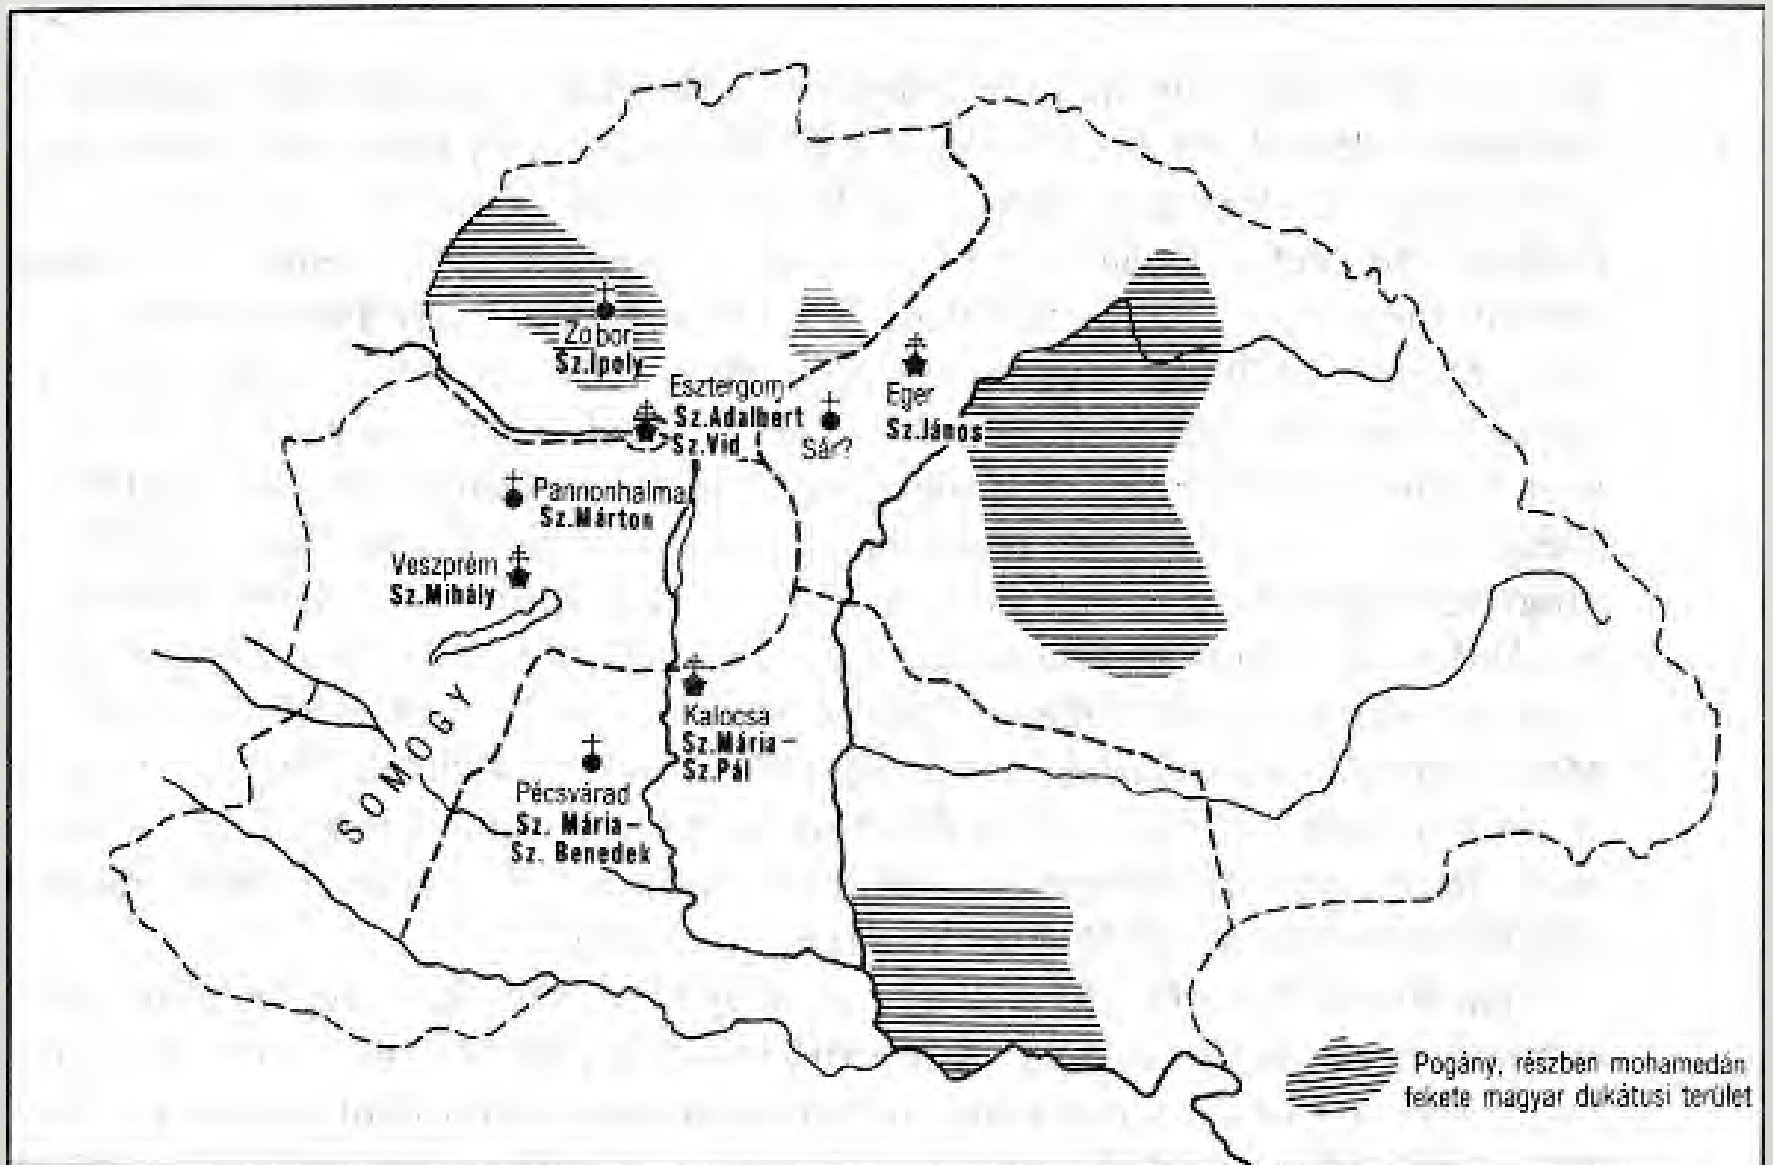 Zobor
Sz.Ipoly
Esztergom
Sz.Adalbert
Sz.Vid
Sár?
Eger
Sz.János
Pannonhalma
Sz.Márton
Veszprém
Sz.Mihály
SOMOGY
Kalocsa
Sz.Mária–
Sz.Pál
Pécsvárad
Sz. Mária–
Sz. Benedek
Pogány, részben mohamedán
fekete magyar dukátusi terület